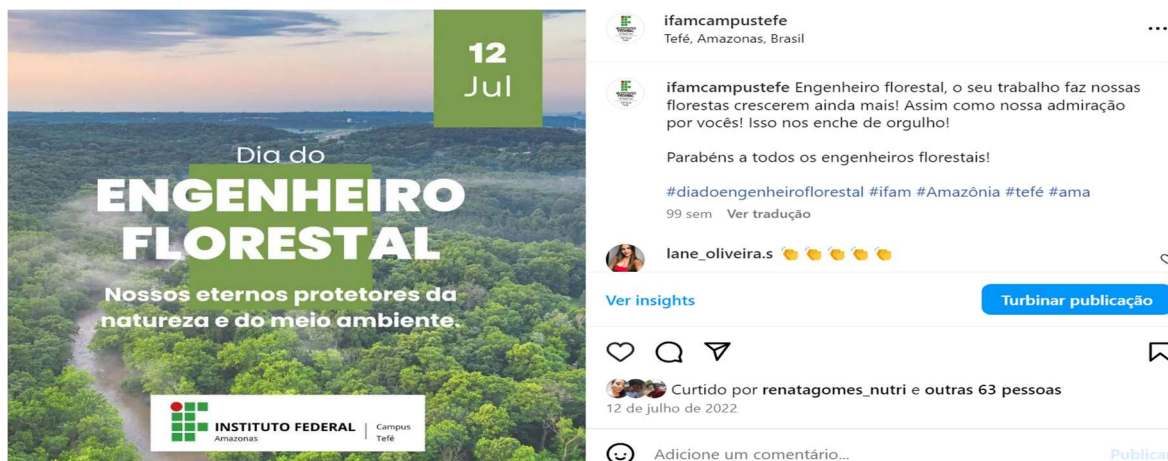 12
Jul
Dia do
ENGENHEIRO
FLORESTAL
Nossos eternos protetores da
natureza e do meio ambiente.
INSTITUTO FEDERAL
Amazonas
Campus
Tefé
ifamcampustefe
Tefé, Amazonas, Brasil
ifamcampustefe Engenheiro florestal, o seu trabalho faz nossas
florestas crescerem ainda mais! Assim como nossa admiração
por vocês! Isso nos enche de orgulho!
Parabéns a todos os engenheiros florestais!
#diadoengenheiroflorestal #ifam #Amazônia #tefé #ama
99 sem Ver tradução
lane_oliveira.s 👏👏👏👏👏
Ver insights
Turbinar publicação
Curtido por renatagomes_nutri e outras 63 pessoas
12 de julho de 2022
Adicione um comentário...
Publicar